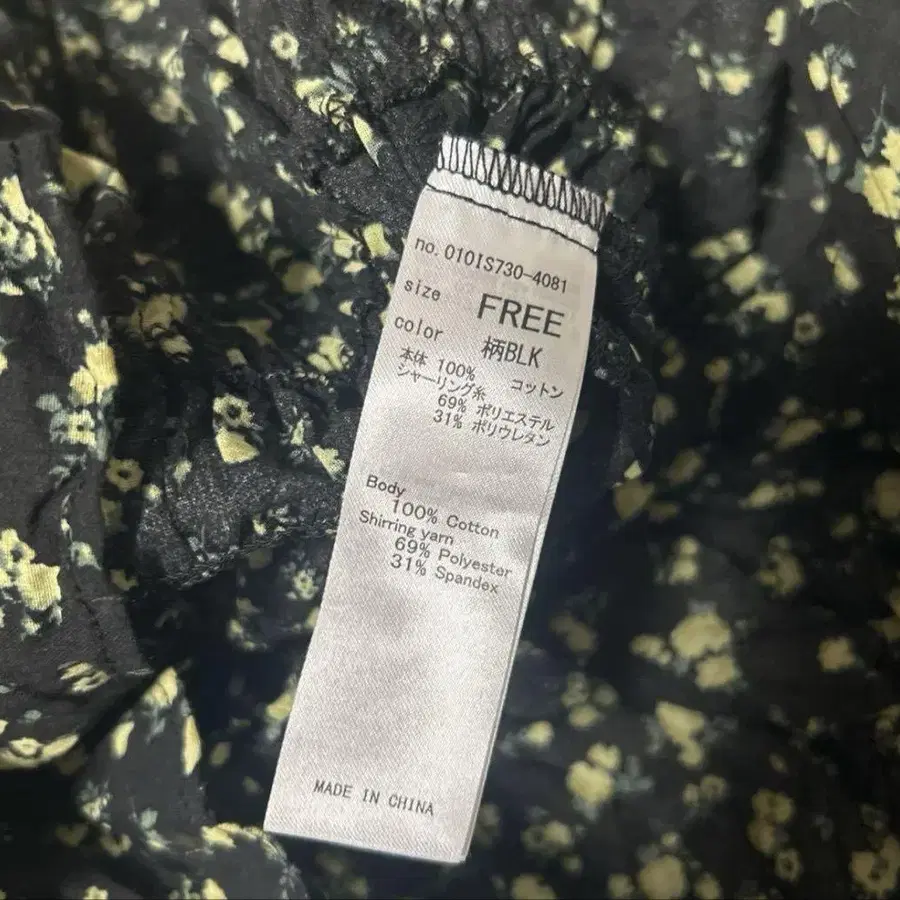 no. 0101S730-4081
size FREE
color 柄BLK
本体 100% コットン
シャーリング糸
69% ポリエステル
31% ポリウレタン
Body
100% Cotton
Shirring yarn
69% Polyester
31% Spandex
MADE IN CHINA